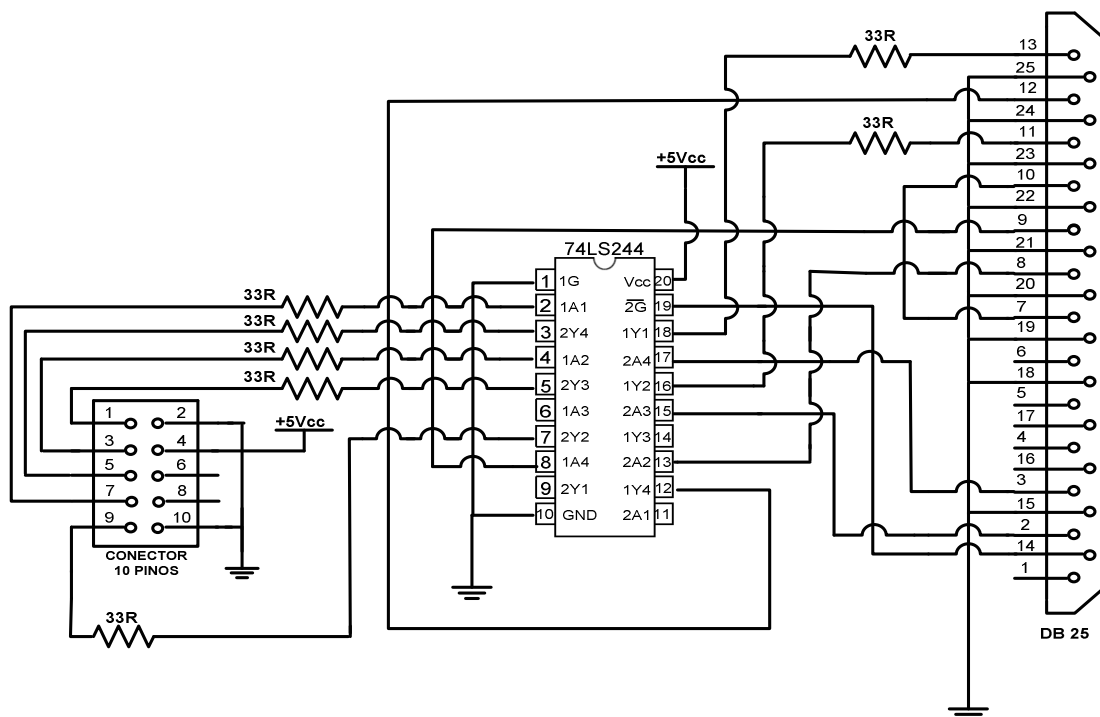 33R
13
25
12
24
33R
11
+5Vcc
23
10
22
9
21
8
20
7
19
6
18
5
17
4
16
3
15
2
14
1
DB 25
74LS244
1 1G Vcc 20
2 1A1 2G 19
3 2Y4 1Y1 18
4 1A2 2A4 17
5 2Y3 1Y2 16
6 1A3 2A3 15
7 2Y2 1Y3 14
8 1A4 2A2 13
9 2Y1 1Y4 12
10 GND 2A1 11
33R
33R
33R
33R
+5Vcc
1 2
3 4
5 6
7 8
9 10
CONECTOR
10 PINOS
33R